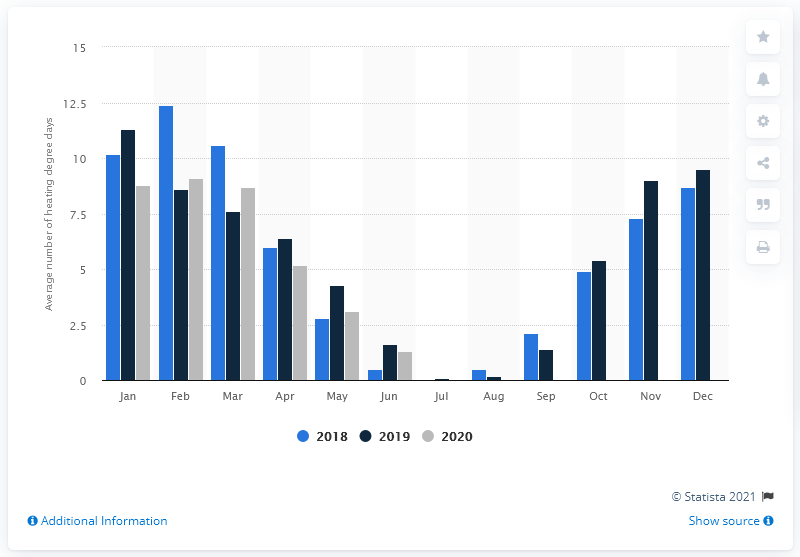 15
12.5
10
7.5
5
2.5
0
Average number of heating degree days
Jan Feb Mar Apr May Jun Jul Aug Sep Oct Nov Dec
2018 2019 2020
© Statista 2021
Additional Information Show source